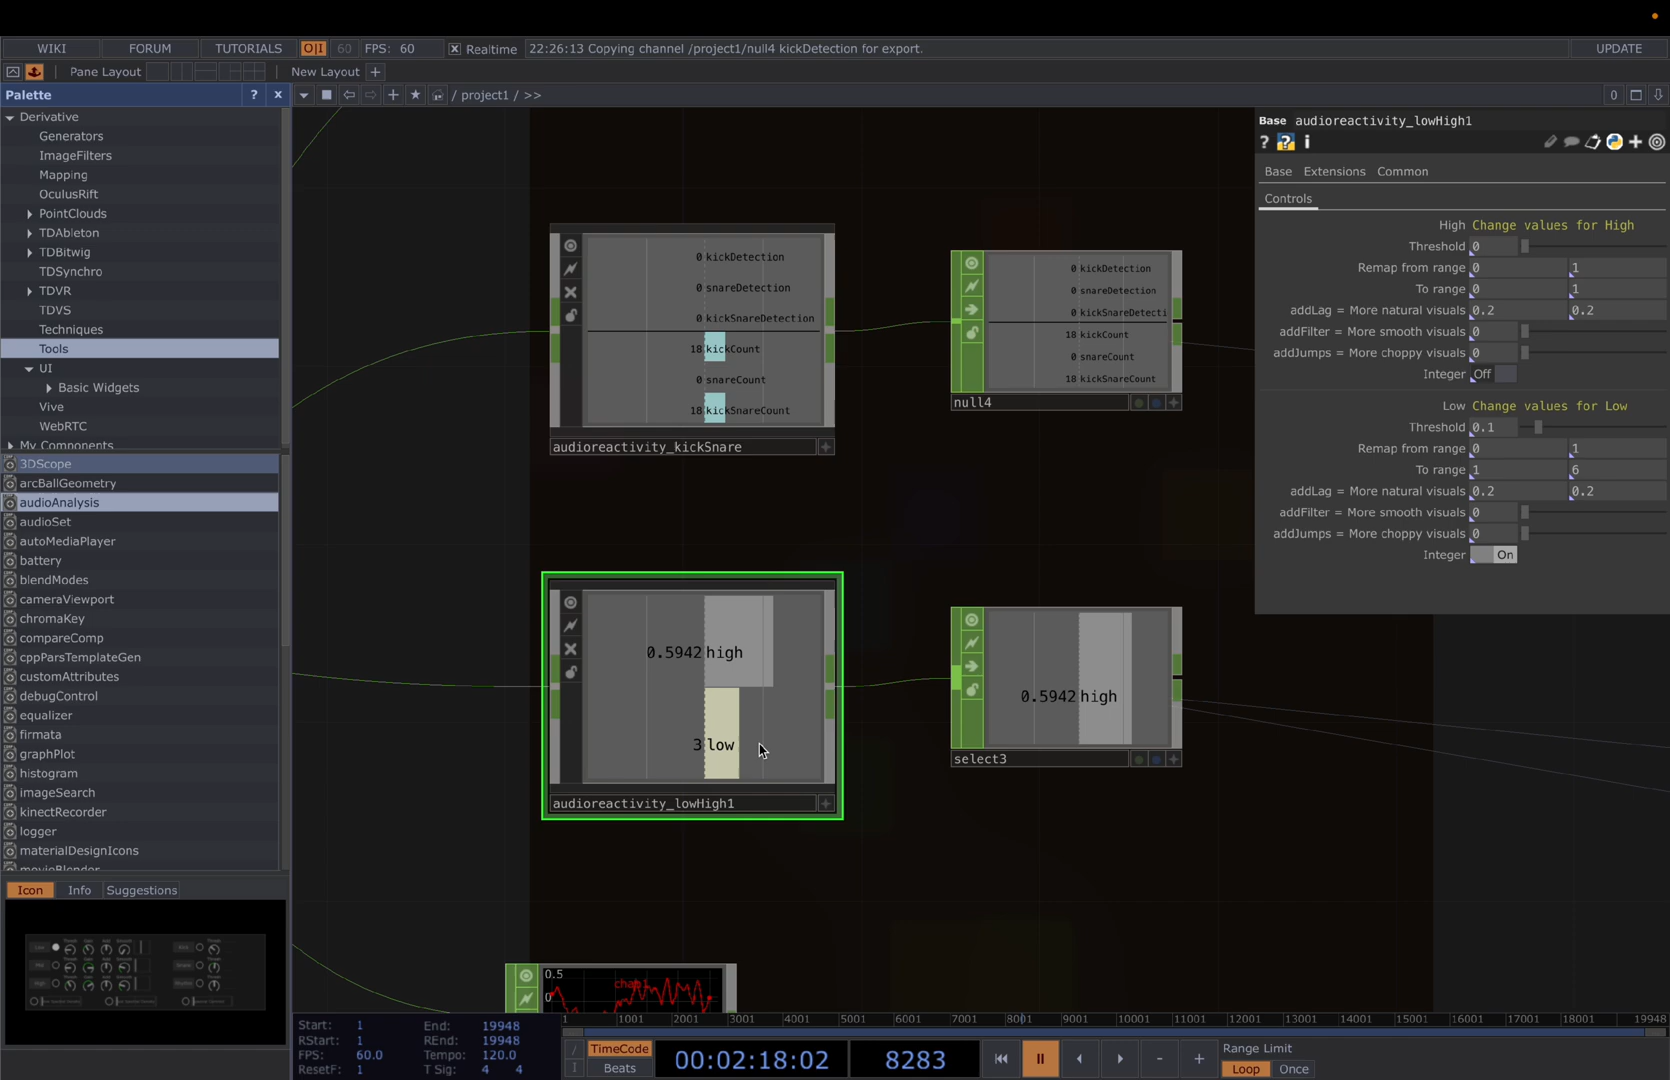 WIKI FORUM TUTORIALS O|I 60 FPS: 60 X Realtime 22:26:13 Copying channel /project1/null4 kickDetection for export. UPDATE
Pane Layout New Layout +
Palette ? x
/ project1 / >> 0
Derivative
Generators
ImageFilters
Mapping
OculusRift
PointClouds
TDAbleton
TDBitwig
TDSynchro
TDVR
TDVS
Techniques
Tools
UI
Basic Widgets
Vive
WebRTC
My Components
3DScope
arcBallGeometry
audioAnalysis
audioSet
autoMediaPlayer
battery
blendModes
cameraViewport
chromaKey
compareComp
cppParsTemplateGen
customAttributes
debugControl
equalizer
firmata
graphPlot
histogram
imageSearch
kinectRecorder
logger
materialDesignIcons
movieBlender
Icon Info Suggestions
0 kickDetection
0 snareDetection
0 kickSnareDetection
18 kickCount
0 snareCount
18 kickSnareCount
audioreactivity_kickSnare
0 kickDetection
0 snareDetection
0 kickSnareDetecti
18 kickCount
0 snareCount
18 kickSnareCount
null4
0.5942 high
3 low
audioreactivity_lowHigh1
0.5942 high
select3
0.5
0
chan1
Base audioreactivity_lowHigh1
? ? i
Base Extensions Common
Controls
High Change values for High
Threshold 0
Remap from range 0 1
To range 0 1
addLag = More natural visuals 0.2 0.2
addFilter = More smooth visuals 0
addJumps = More choppy visuals 0
Integer Off
Low Change values for Low
Threshold 0.1
Remap from range 0 1
To range 1 6
addLag = More natural visuals 0.2 0.2
addFilter = More smooth visuals 0
addJumps = More choppy visuals 0
Integer On
1 1001 2001 3001 4001 5001 6001 7001 8001 9001 10001 11001 12001 13001 14001 15001 16001 17001 18001 19948
Start: 1 End: 19948
RStart: 1 REnd: 19948
FPS: 60.0 Tempo: 120.0
ResetF: 1 T Sig: 4 4
/ TimeCode
I Beats
00:02:18:02 8283
- +
Range Limit
Loop Once